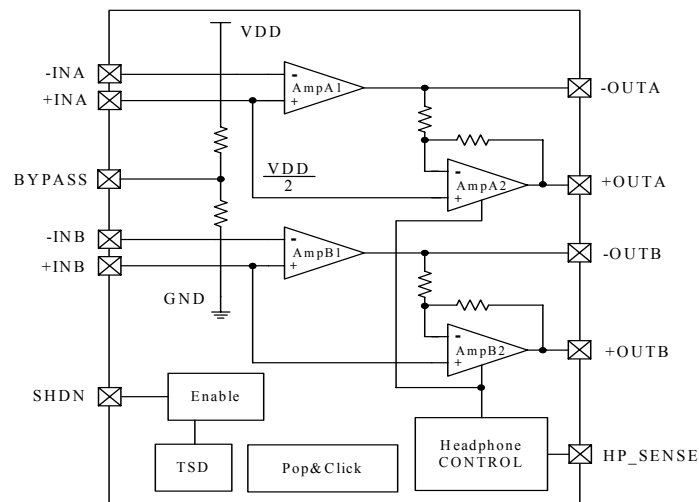 VDD
-INA
- AmpA1
-OUTA
+INA
+
BYPASS
VDD
2
-
AmpA2
+
+OUTA
-INB
- AmpB1
-OUTB
+INB
+
GND
-
AmpB2
+
+OUTB
SHDN
Enable
TSD
Pop&Click
Headphone
CONTROL
HP_SENSE